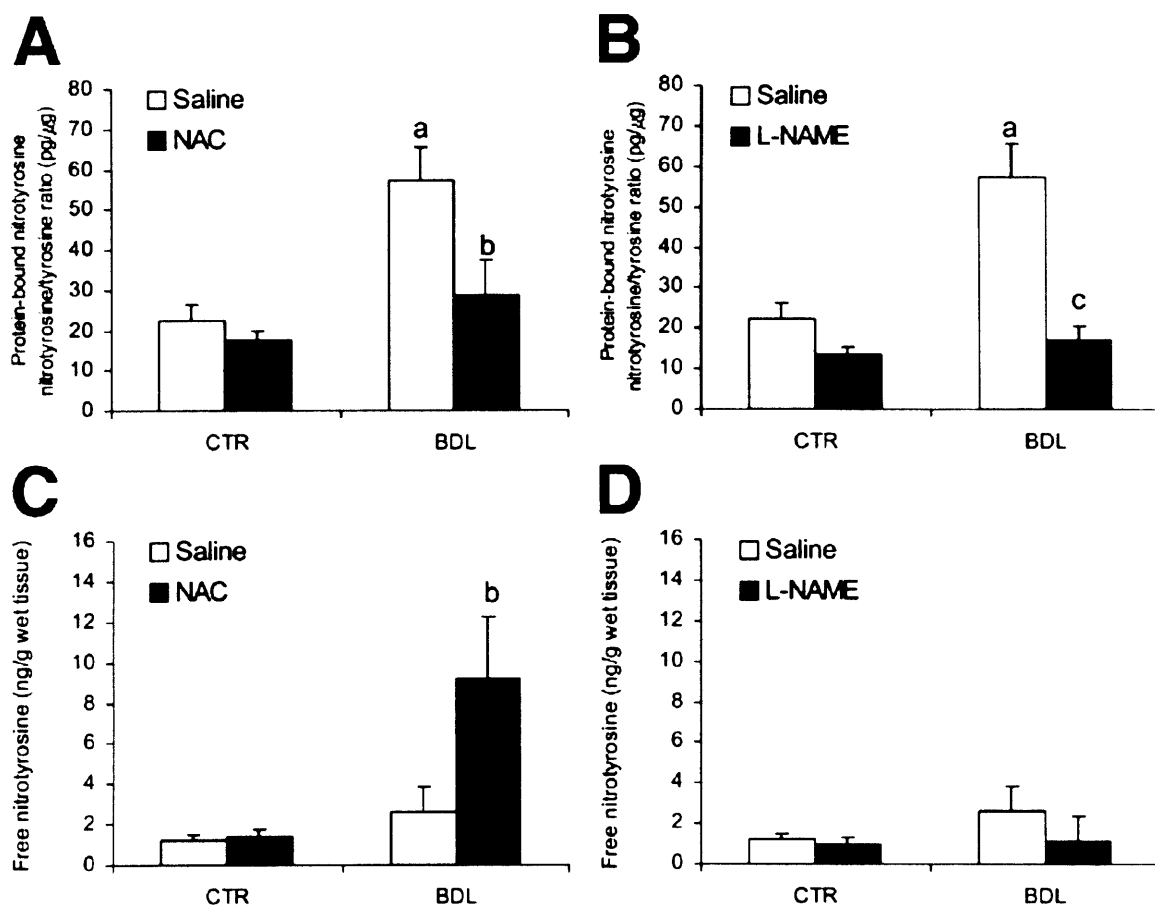 A
Protein-bound nitrotyrosine
nitrotyrosine/tyrosine ratio (pg/µg)
80
70
60
50
40
30
20
10
0
Saline
NAC
a
b
CTR
BDL
B
Protein-bound nitrotyrosine
nitrotyrosine/tyrosine ratio (pg/µg)
80
70
60
50
40
30
20
10
0
Saline
L-NAME
a
c
CTR
BDL
C
Free nitrotyrosine (ng/g wet tissue)
16
14
12
10
8
6
4
2
0
Saline
NAC
b
CTR
BDL
D
Free nitrotyrosine (ng/g wet tissue)
16
14
12
10
8
6
4
2
0
Saline
L-NAME
CTR
BDL